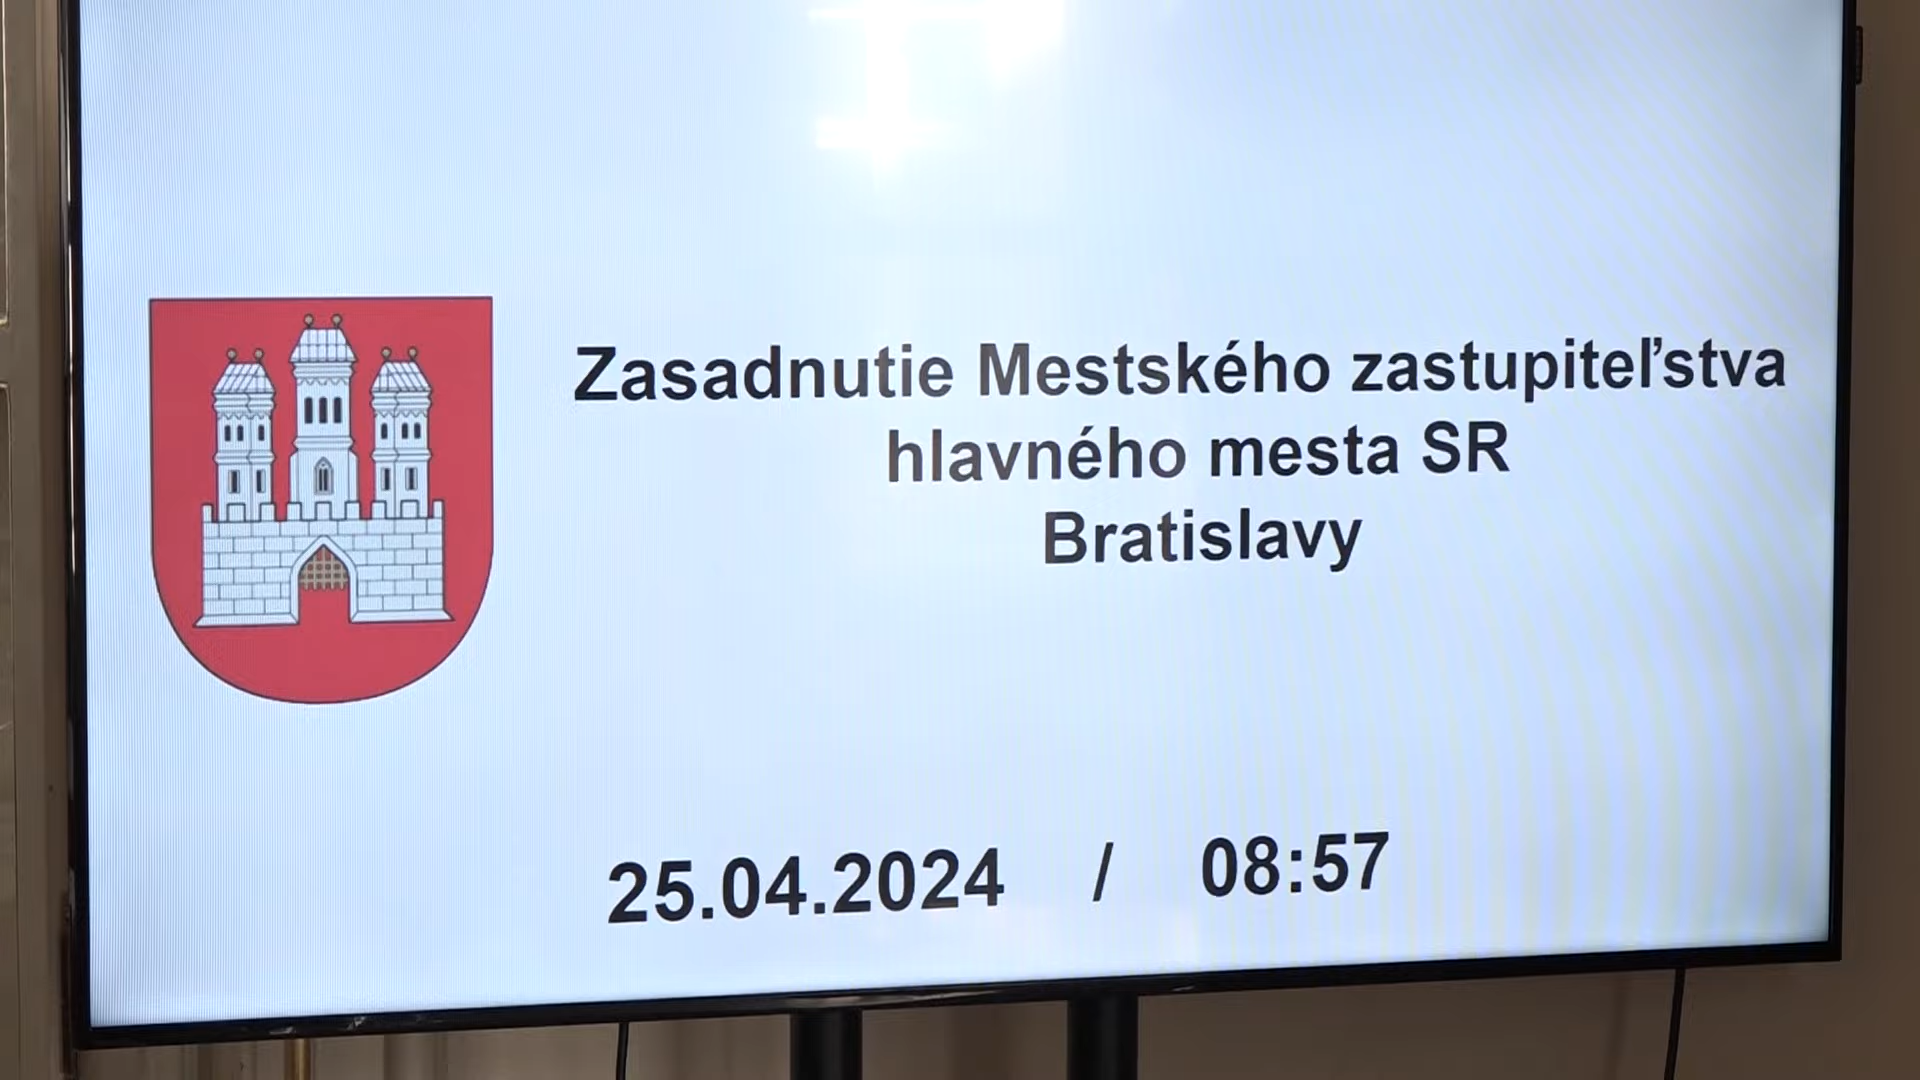 Zasadnutie Mestského zastupiteľstva
hlavného mesta SR
Bratislavy
25.04.2024 / 08:57